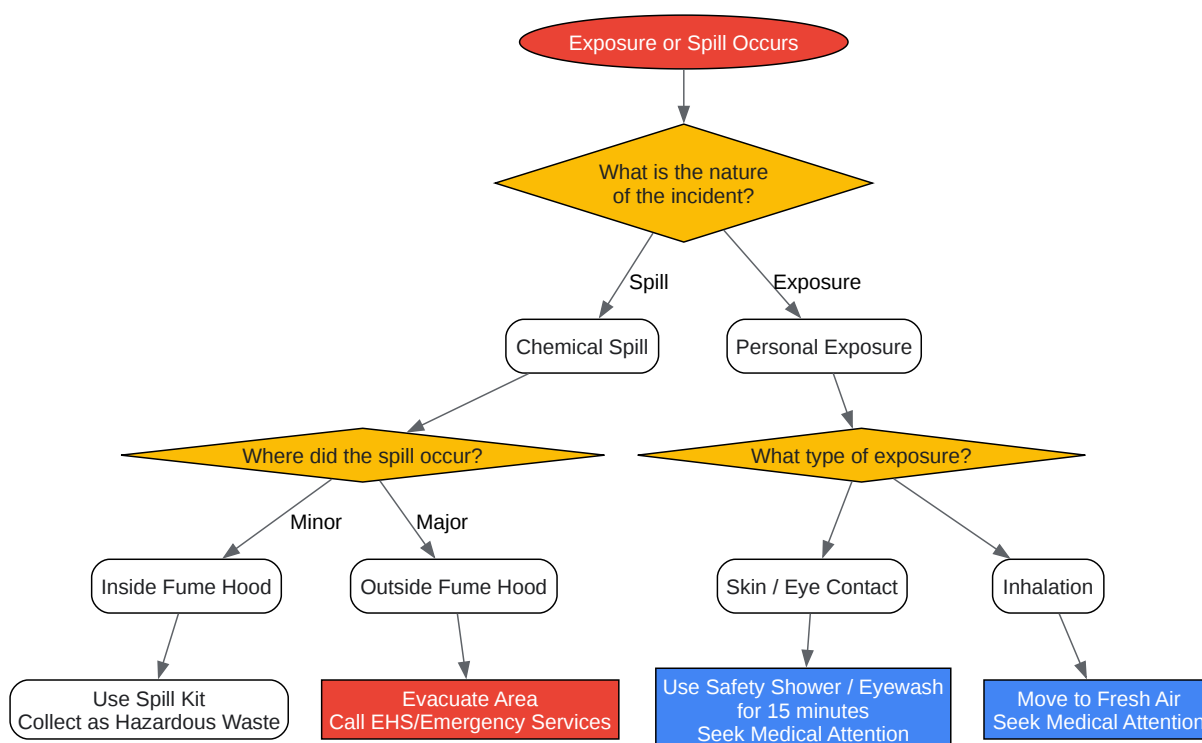 Exposure or Spill Occurs
What is the nature
of the incident?
Spill
Exposure
Chemical Spill
Personal Exposure
Where did the spill occur?
What type of exposure?
Minor
Major
Inside Fume Hood
Outside Fume Hood
Skin / Eye Contact
Inhalation
Use Spill Kit
Collect as Hazardous Waste
Evacuate Area
Call EHS/Emergency Services
Use Safety Shower / Eyewash
for 15 minutes
Seek Medical Attention
Move to Fresh Air
Seek Medical Attention